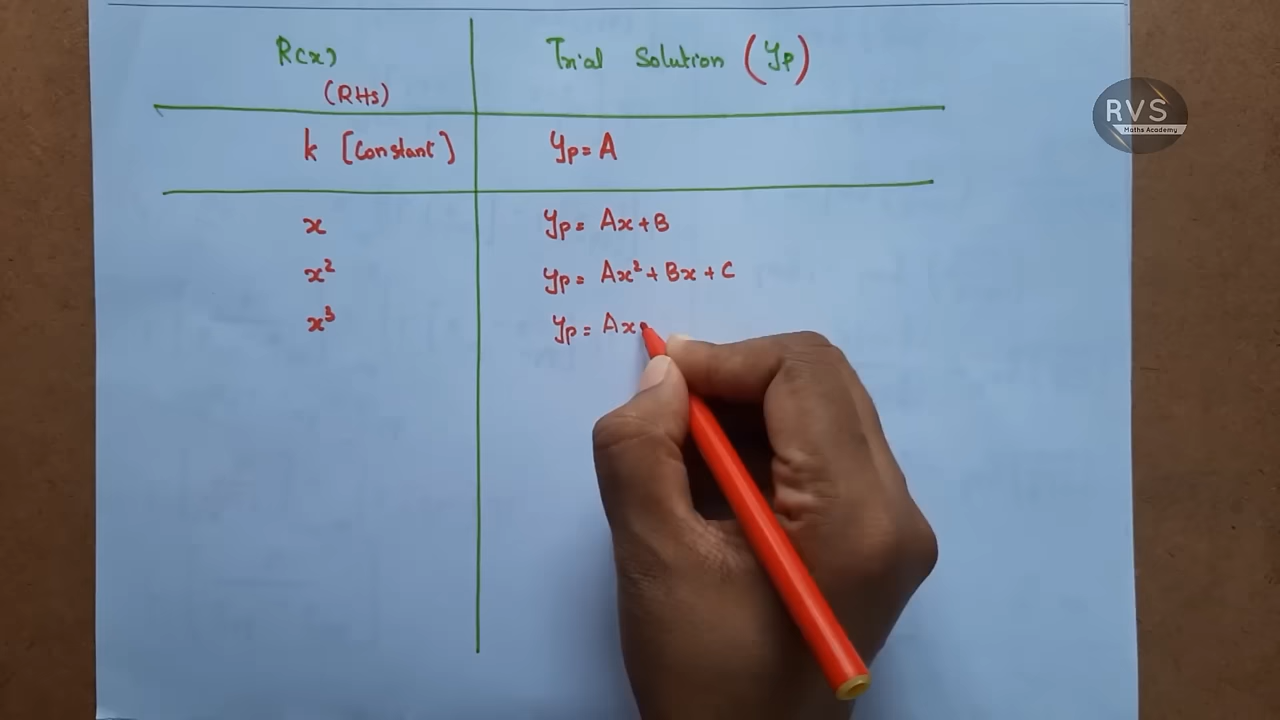 R(x) Trial Solution (yp)
(RHS)
k [Constant] yp = A
x yp = Ax + B
x² yp = Ax² + Bx + C
x³ yp = Ax
RVS
Maths Academy